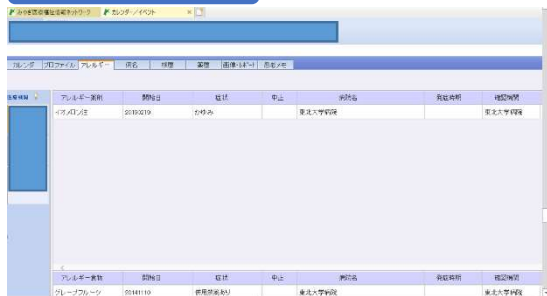 みやぎ医療福祉情報ネットワーク カレンダー/イベント
カレンダ プロファイル アレルギー 病名 処方 画像・レポート 患者メモ
アレルギー薬剤 開始日 症状 中止 病院名 発症時期 確認機関
イオメロン注 20190219 かゆみ 東北大学病院 東北大学病院
アレルギー食物 開始日 症状 中止 病院名 発症時期 確認機関
グレープフルーツ 20141110 併用禁忌あり 東北大学病院 東北大学病院